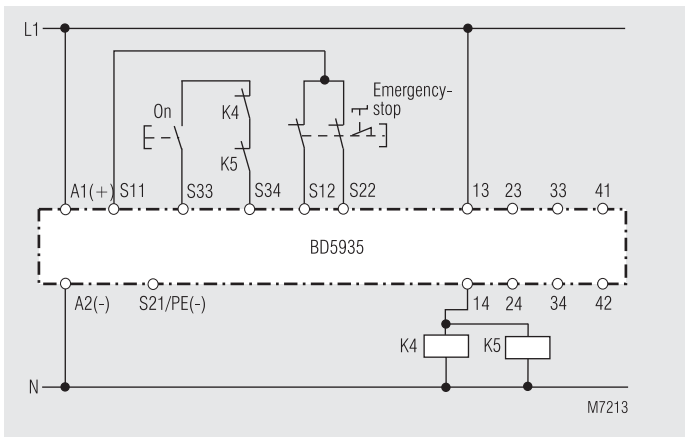 L1
Emergency-
stop
On
K4
K5
A1(+) S11 S33 S34 S12 S22 13 23 33 41
BD5935
A2(-) S21/PE(-) 14 24 34 42
K4 K5
N
M7213